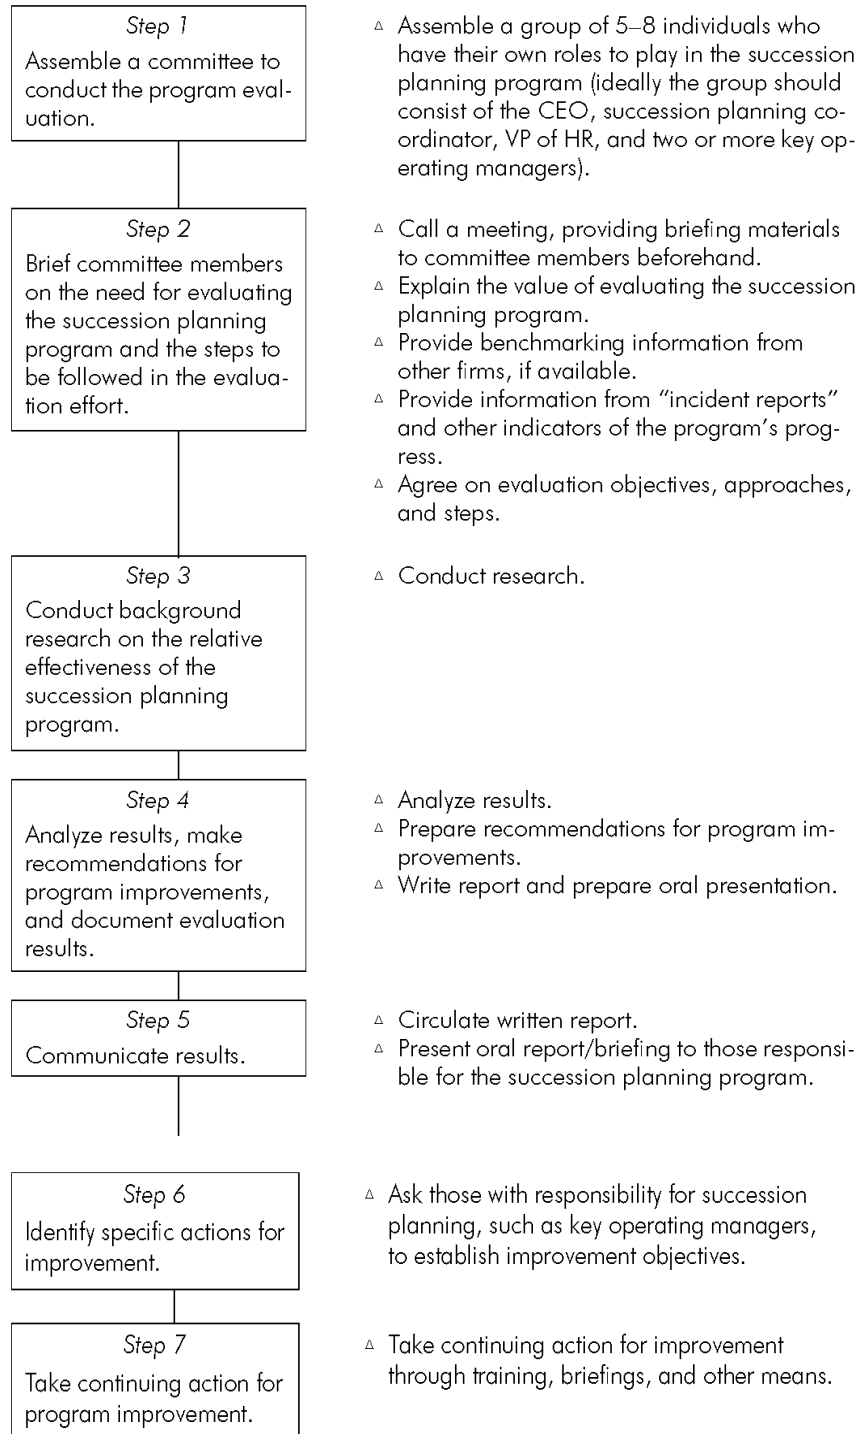 Step 1
Assemble a committee to
conduct the program eval-
uation.
△ Assemble a group of 5–8 individuals who
have their own roles to play in the succession
planning program (ideally the group should
consist of the CEO, succession planning co-
ordinator, VP of HR, and two or more key op-
erating managers).
Step 2
Brief committee members
on the need for evaluating
the succession planning
program and the steps to
be followed in the evalua-
tion effort.
△ Call a meeting, providing briefing materials
to committee members beforehand.
△ Explain the value of evaluating the succession
planning program.
△ Provide benchmarking information from
other firms, if available.
△ Provide information from “incident reports”
and other indicators of the program’s prog-
ress.
△ Agree on evaluation objectives, approaches,
and steps.
Step 3
Conduct background
research on the relative
effectiveness of the
succession planning
program.
△ Conduct research.
Step 4
Analyze results, make
recommendations for
program improvements,
and document evaluation
results.
△ Analyze results.
△ Prepare recommendations for program im-
provements.
△ Write report and prepare oral presentation.
Step 5
Communicate results.
△ Circulate written report.
△ Present oral report/briefing to those responsi-
ble for the succession planning program.
Step 6
Identify specific actions for
improvement.
△ Ask those with responsibility for succession
planning, such as key operating managers,
to establish improvement objectives.
Step 7
Take continuing action for
program improvement.
△ Take continuing action for improvement
through training, briefings, and other means.